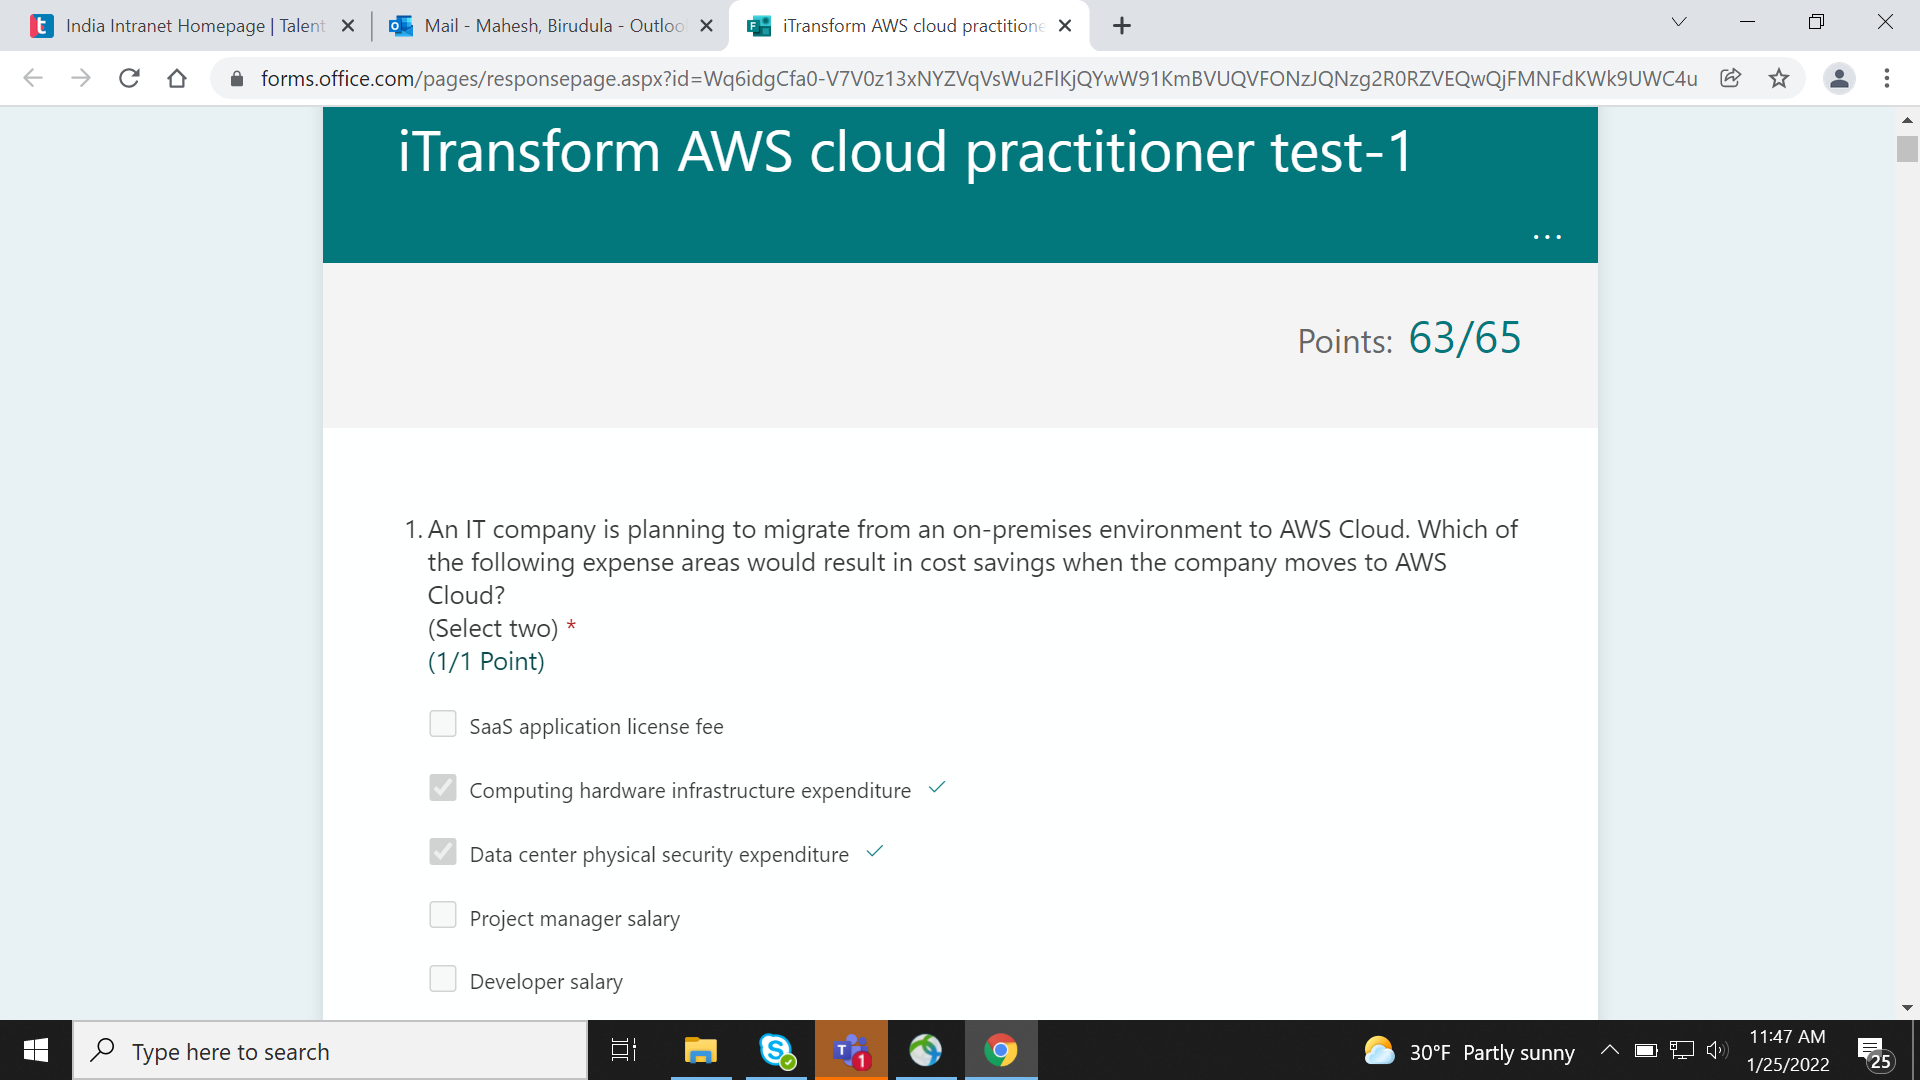 India Intranet Homepage | Talent
Mail - Mahesh, Birudula - Outloo
iTransform AWS cloud practitione
forms.office.com/pages/responsepage.aspx?id=Wq6idgCfa0-V7V0z13xNYZVqVsWu2FlKjQYwW91KmBVUQVFONzJQNzg2R0RZVEQwQjFMNFdKWk9UWC4u
iTransform AWS cloud practitioner test-1
...
Points: 63/65
1. An IT company is planning to migrate from an on-premises environment to AWS Cloud. Which of
the following expense areas would result in cost savings when the company moves to AWS
Cloud?
(Select two) *
(1/1 Point)
SaaS application license fee
Computing hardware infrastructure expenditure
Data center physical security expenditure
Project manager salary
Developer salary
Type here to search
1
30°F Partly sunny
11:47 AM
1/25/2022
25